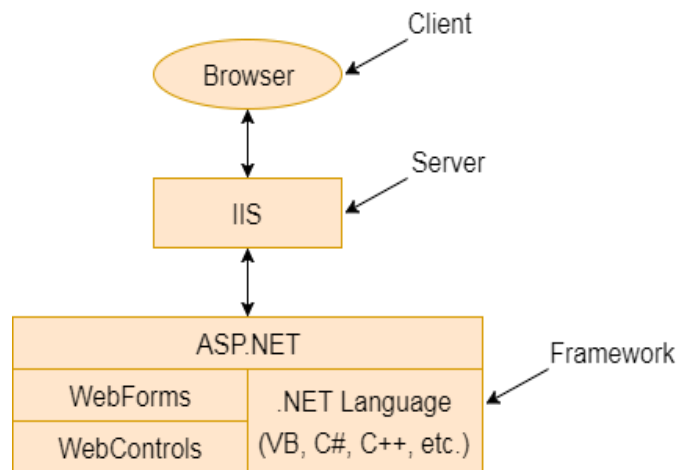 Client
Browser
Server
IIS
ASP.NET
Framework
WebForms
.NET Language
WebControls
(VB, C#, C++, etc.)